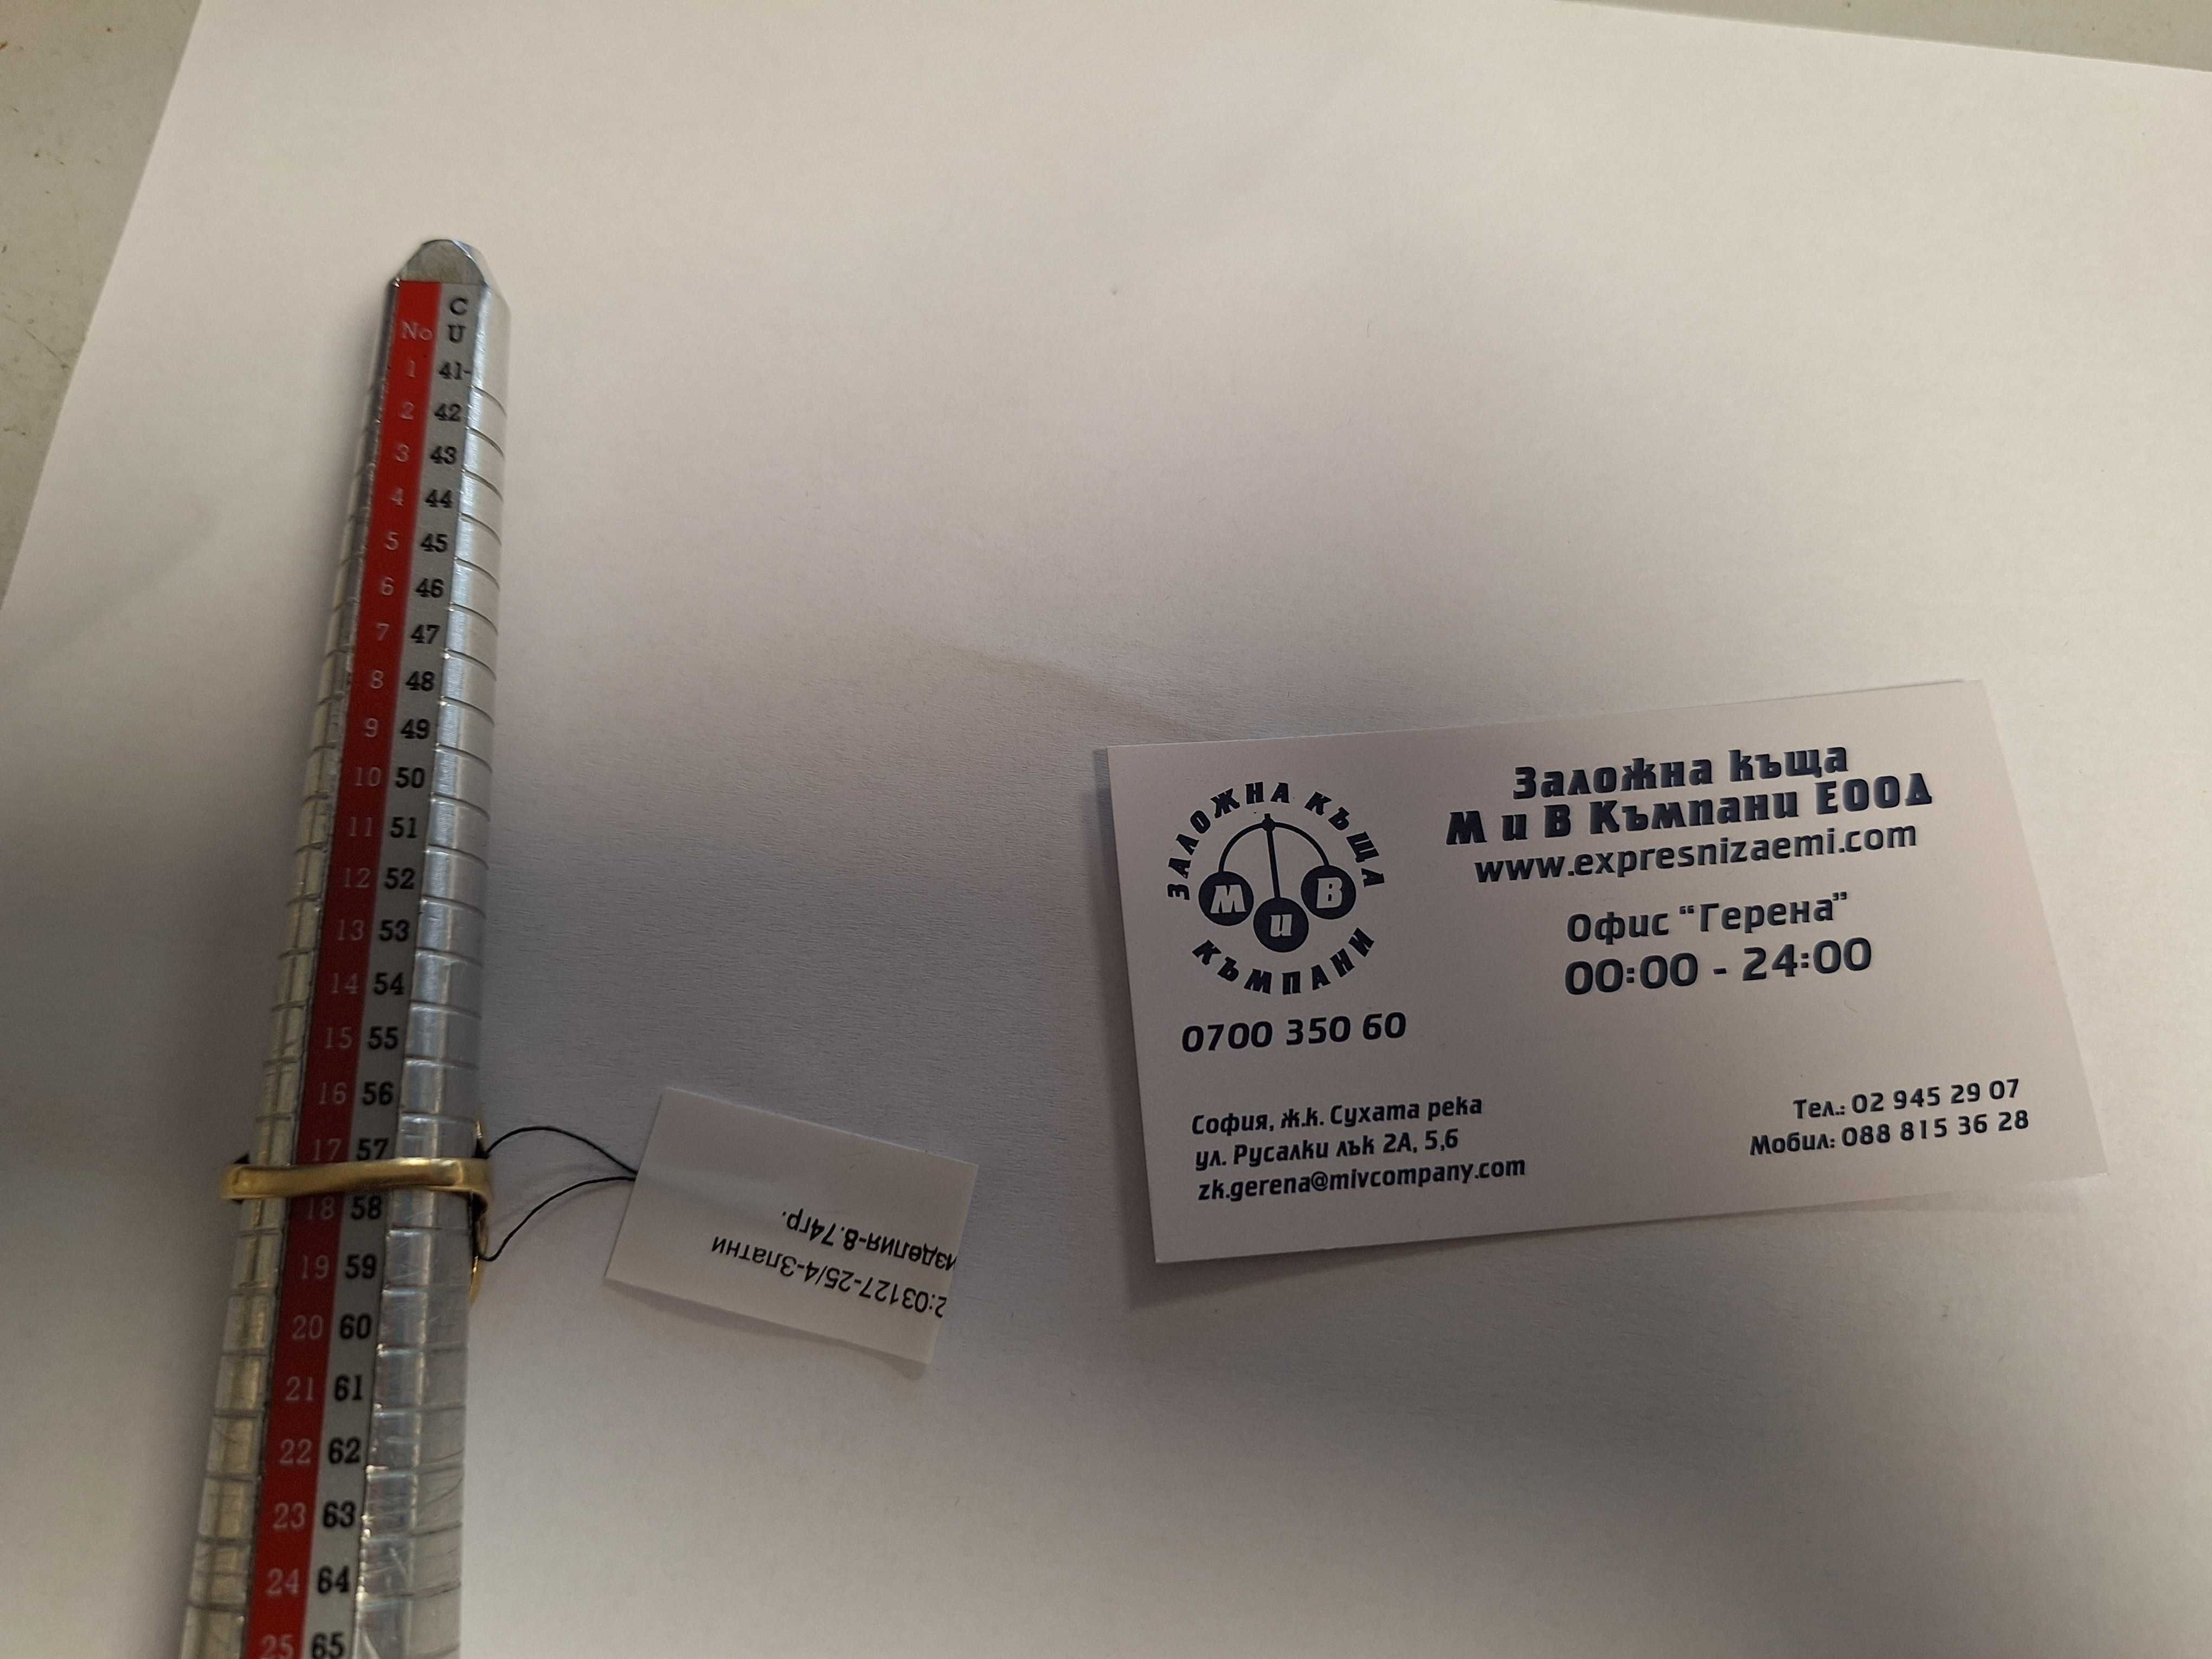 C
No U
1 41-
2 42
3 43
4 44
5 45
6 46
7 47
8 48
9 49
10 50
11 51
12 52
13 53
14 54
15 55
16 56
17 57
18 58
19 59
20 60
21 61
22 62
23 63
24 64
25 65
2:03127-25/4-Златни
изделия-8.74гр.
ЗАЛОЖНА КЪЩА
М и В
КЪМПАНИ
0700 350 60
Заложна къща
М и В Къмпани ЕООД
www.expresnizaemi.com
Офис “Герена”
00:00 - 24:00
София, ж.к. Сухата река
ул. Русалки лък 2А, 5,6
zk.gerena@mivcompany.com
Тел.: 02 945 29 07
Мобил: 088 815 36 28